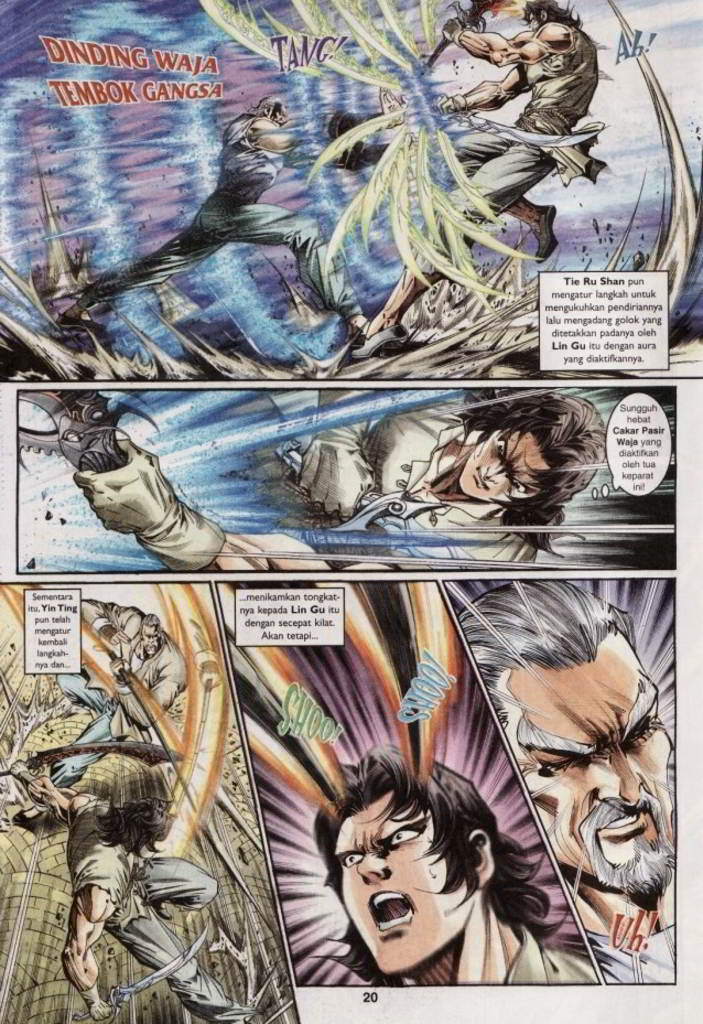 DINDING WAJA
TEMBOK GANGSA
TANG!
AH!
Tie Ru Shan pun
mengatur langkah untuk
mengukuhkan pendiriannya
lalu mengadang golok yang
ditetakkan padanya oleh
Lin Gu itu dengan aura
yang diaktifkannya.
Sungguh
hebat
Cakar Pasir
Waja yang
diaktifkan
oleh tua
keparat
ini!
Sementara
itu, Yin Ting
pun telah
mengatur
kembali
langkah-
nya dan...
...menikamkan tongkat-
nya kepada Lin Gu itu
dengan secepat kilat.
Akan tetapi...
SHOO!
SHOO!
Uh!
20